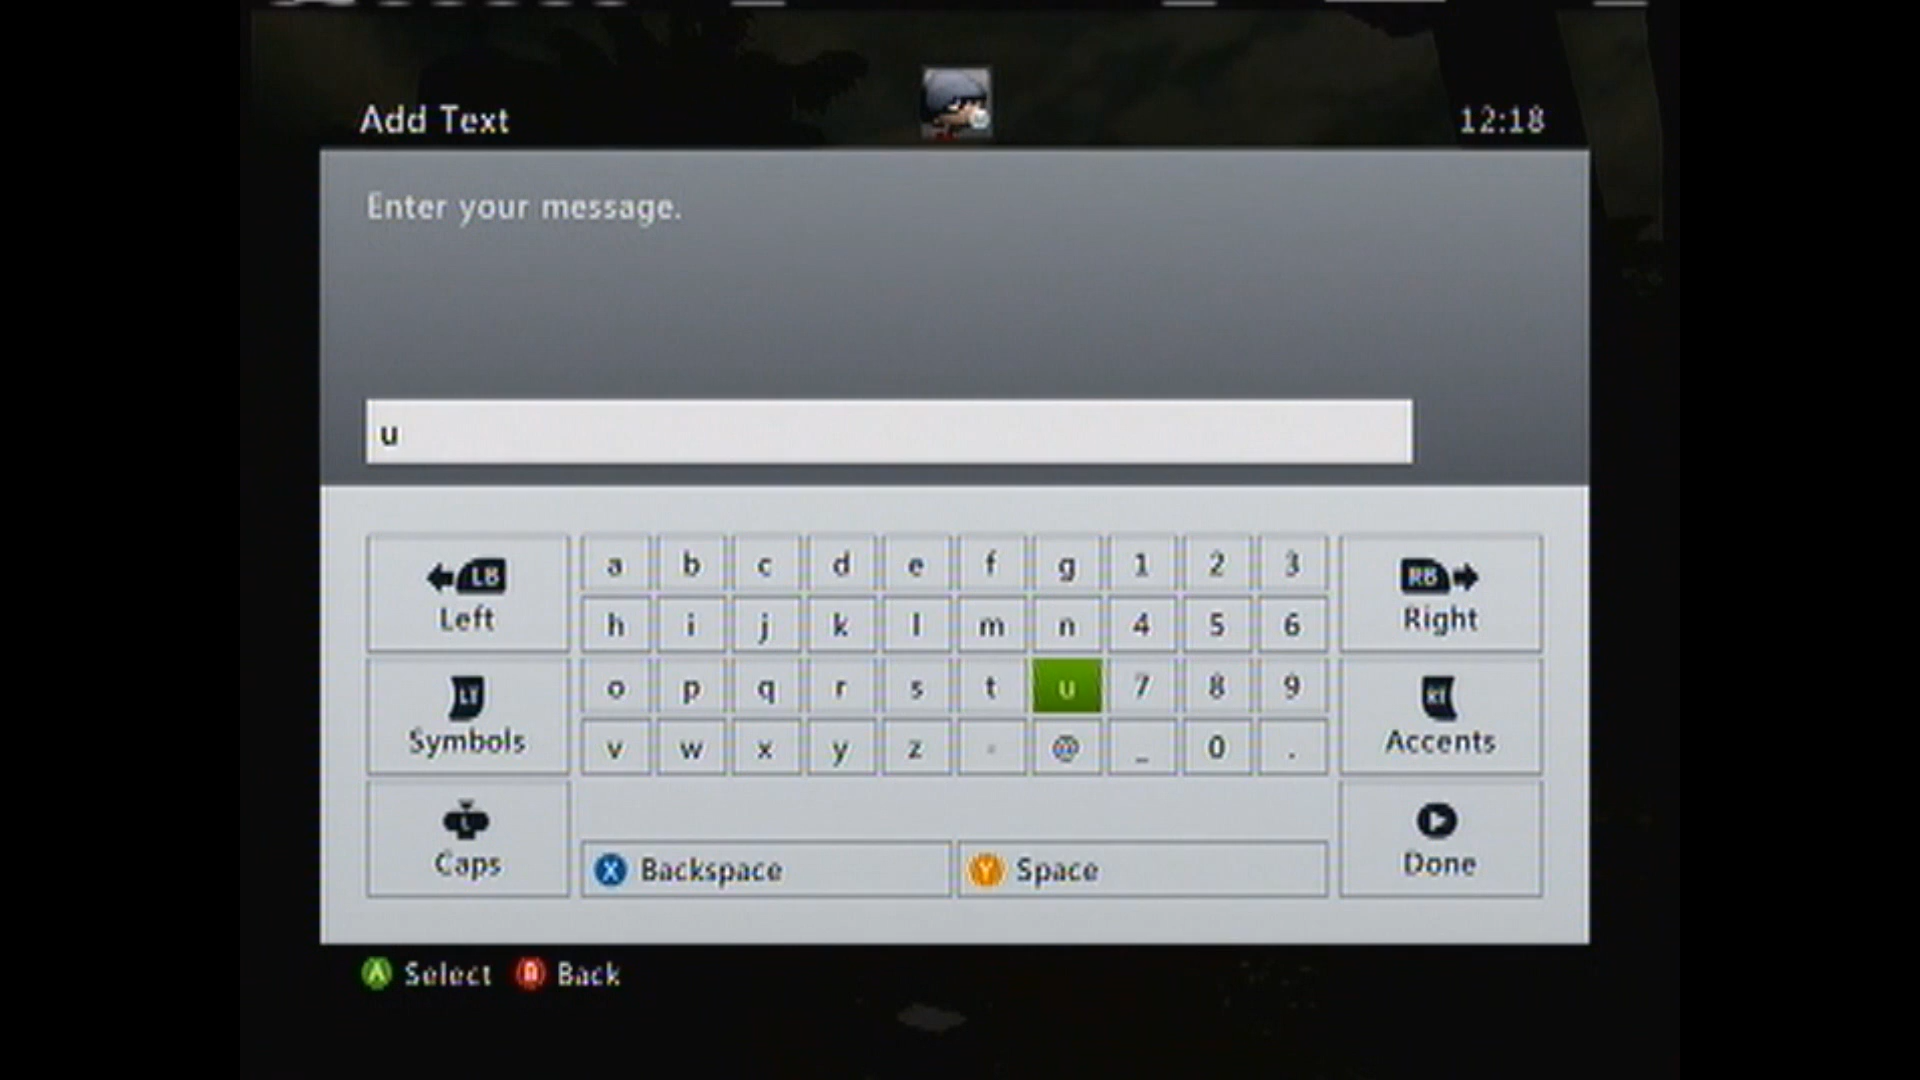 Add Text
12:18
Enter your message.
u
LB
Left
a b c d e f g 1 2 3
RB
Right
h i j k l m n 4 5 6
LT
Symbols
o p q r s t u 7 8 9
RT
Accents
v w x y z - @ _ 0 .
L
Caps
X Backspace
Y Space
Done
A Select B Back